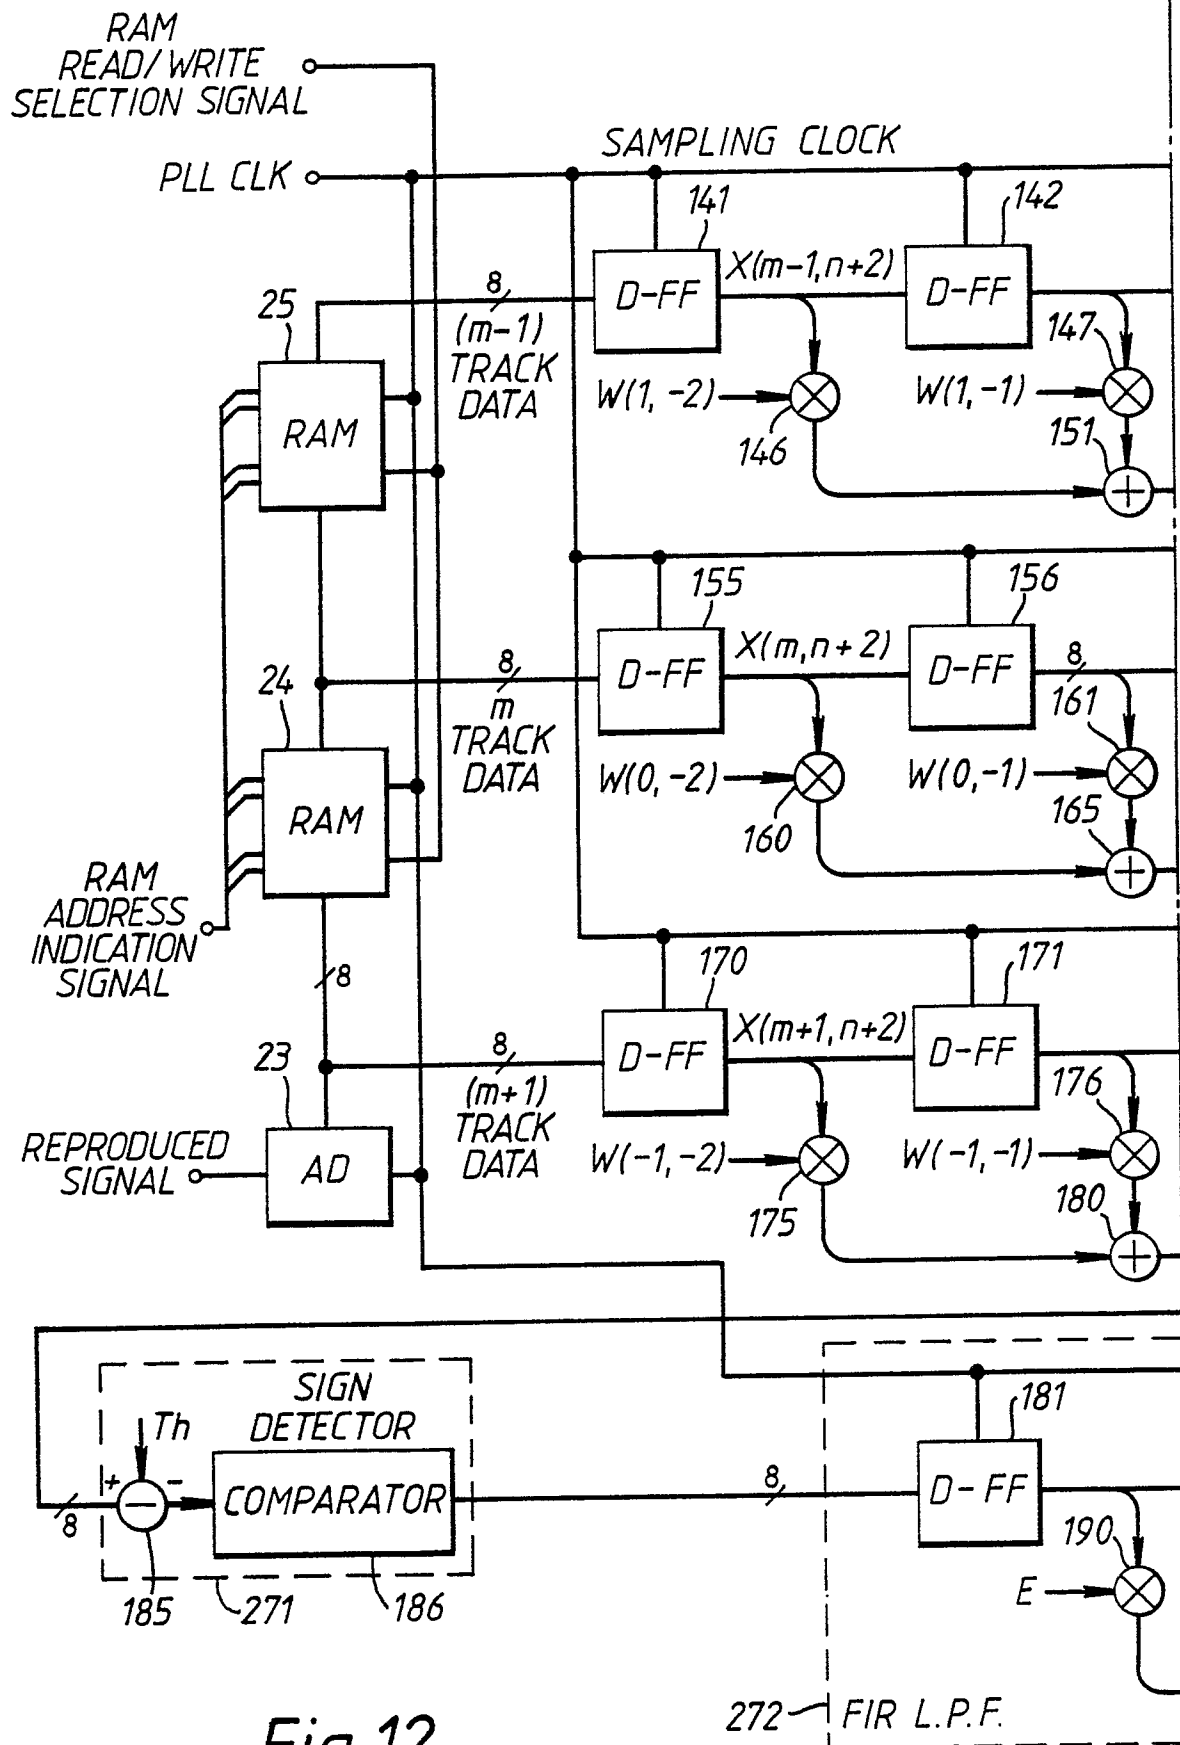 RAM
READ/WRITE
SELECTION SIGNAL
PLL CLK
SAMPLING CLOCK
141
142
25
8
(m-1)
TRACK
DATA
D-FF
X(m-1,n+2)
D-FF
147
RAM
W(1,-2)
146
W(1,-1)
151
155
156
24
8
m
TRACK
DATA
D-FF
X(m,n+2)
D-FF
8
161
RAM
W(0,-2)
160
W(0,-1)
165
RAM
ADDRESS
INDICATION
SIGNAL
8
170
171
23
8
(m+1)
TRACK
DATA
D-FF
X(m+1,n+2)
D-FF
176
REPRODUCED
SIGNAL
AD
W(-1,-2)
175
W(-1,-1)
180
SIGN
DETECTOR
Th
+
-
COMPARATOR
8
8
181
D-FF
190
185
271
186
E
272
FIR L.P.F.
Fig.12